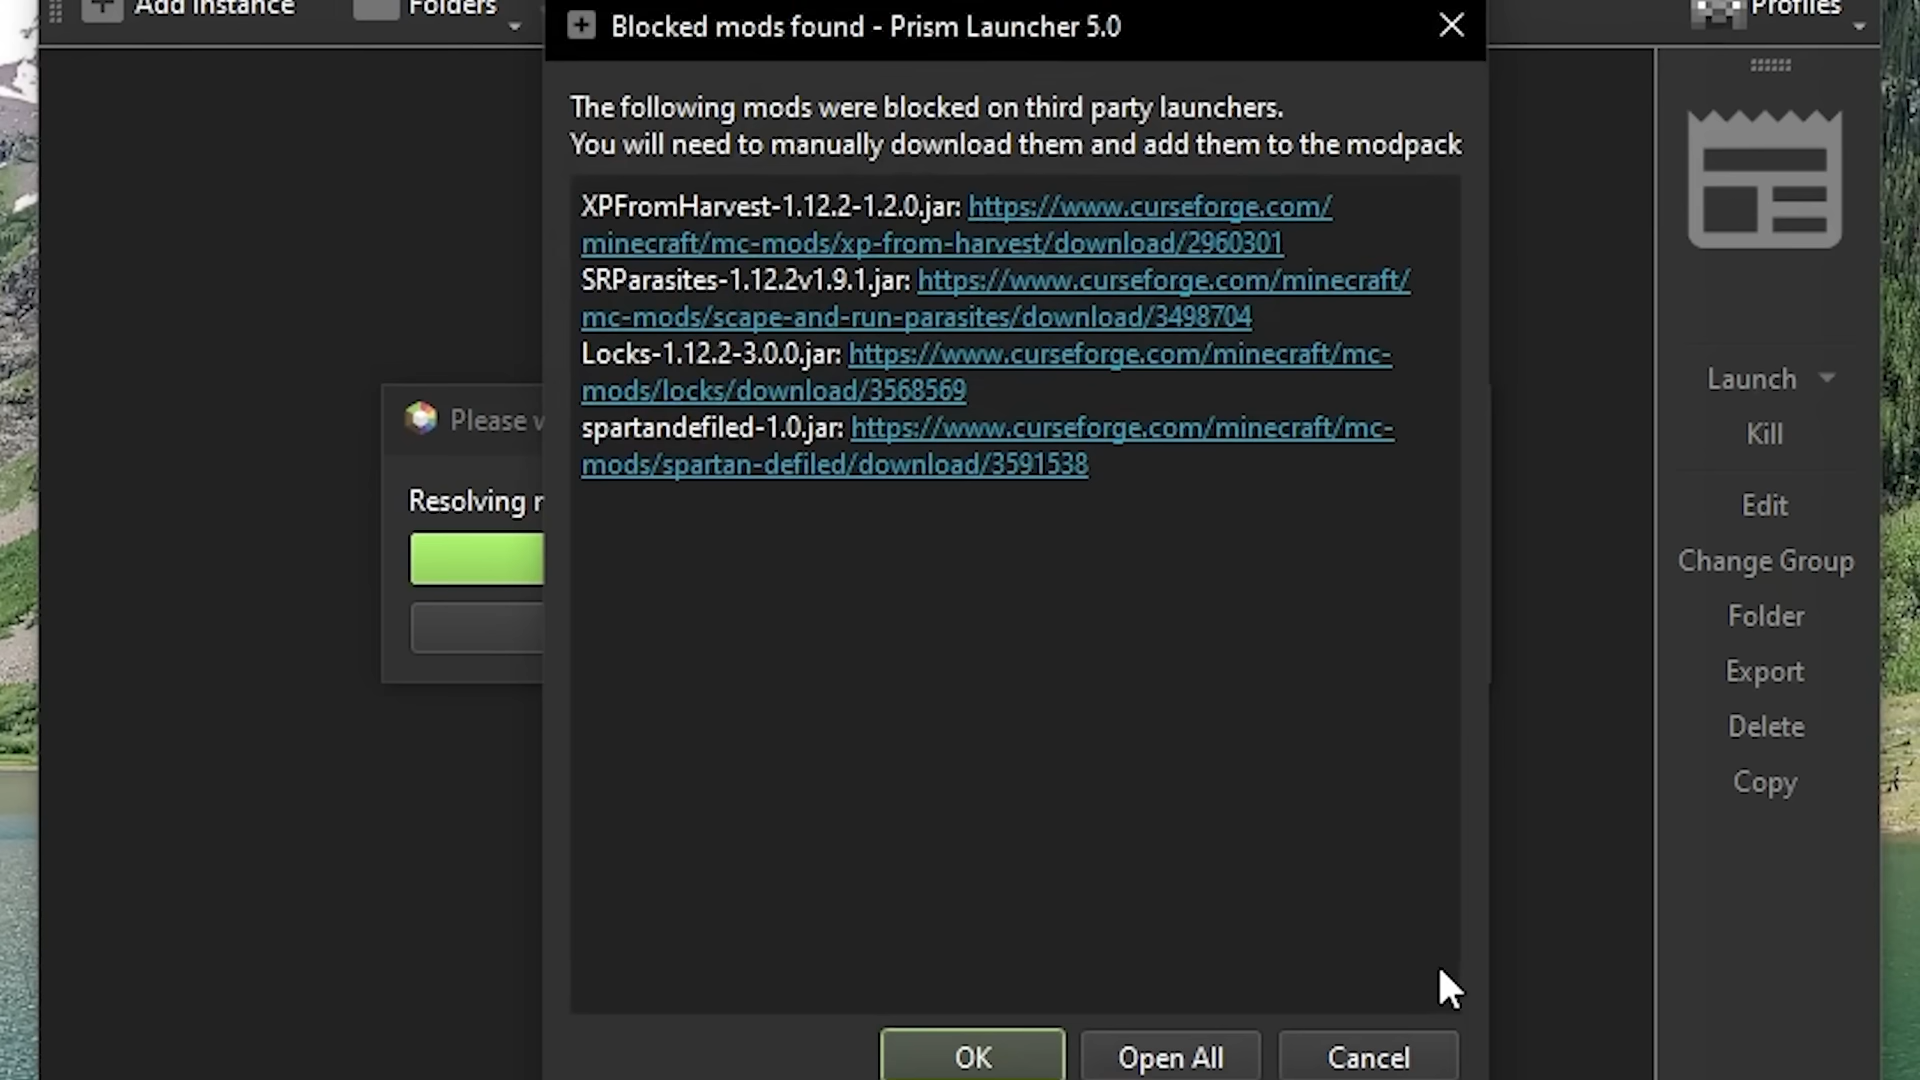 Add Instance
Folders
Profiles
Blocked mods found - Prism Launcher 5.0
The following mods were blocked on third party launchers.
You will need to manually download them and add them to the modpack
XPFromHarvest-1.12.2-1.2.0.jar: https://www.curseforge.com/
minecraft/mc-mods/xp-from-harvest/download/2960301
SRParasites-1.12.2v1.9.1.jar: https://www.curseforge.com/minecraft/
mc-mods/scape-and-run-parasites/download/3498704
Locks-1.12.2-3.0.0.jar: https://www.curseforge.com/minecraft/mc-
mods/locks/download/3568569
spartandefiled-1.0.jar: https://www.curseforge.com/minecraft/mc-
mods/spartan-defiled/download/3591538
Please
Resolving
OK
Open All
Cancel
Launch
Kill
Edit
Change Group
Folder
Export
Delete
Copy